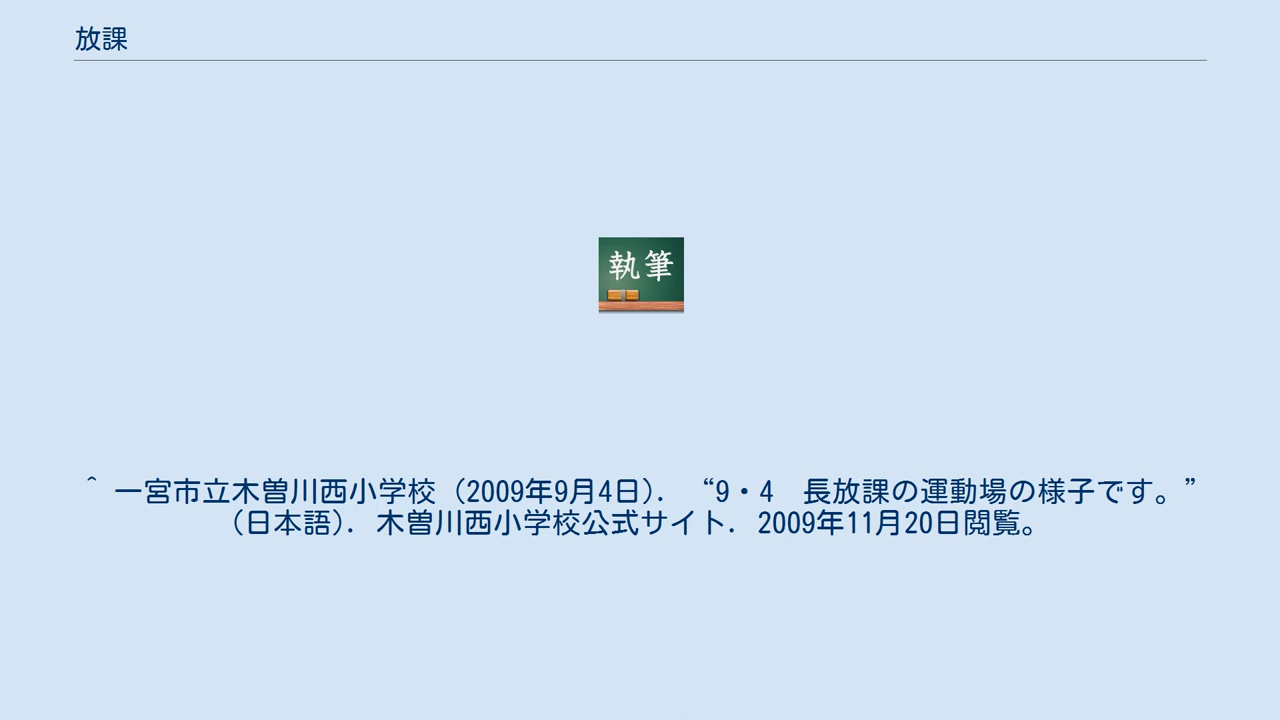 放課
執筆
^ 一宮市立木曽川西小学校 (2009年9月4日). “9・4　長放課の運動場の様子です。”
(日本語). 木曽川西小学校公式サイト. 2009年11月20日閲覧。